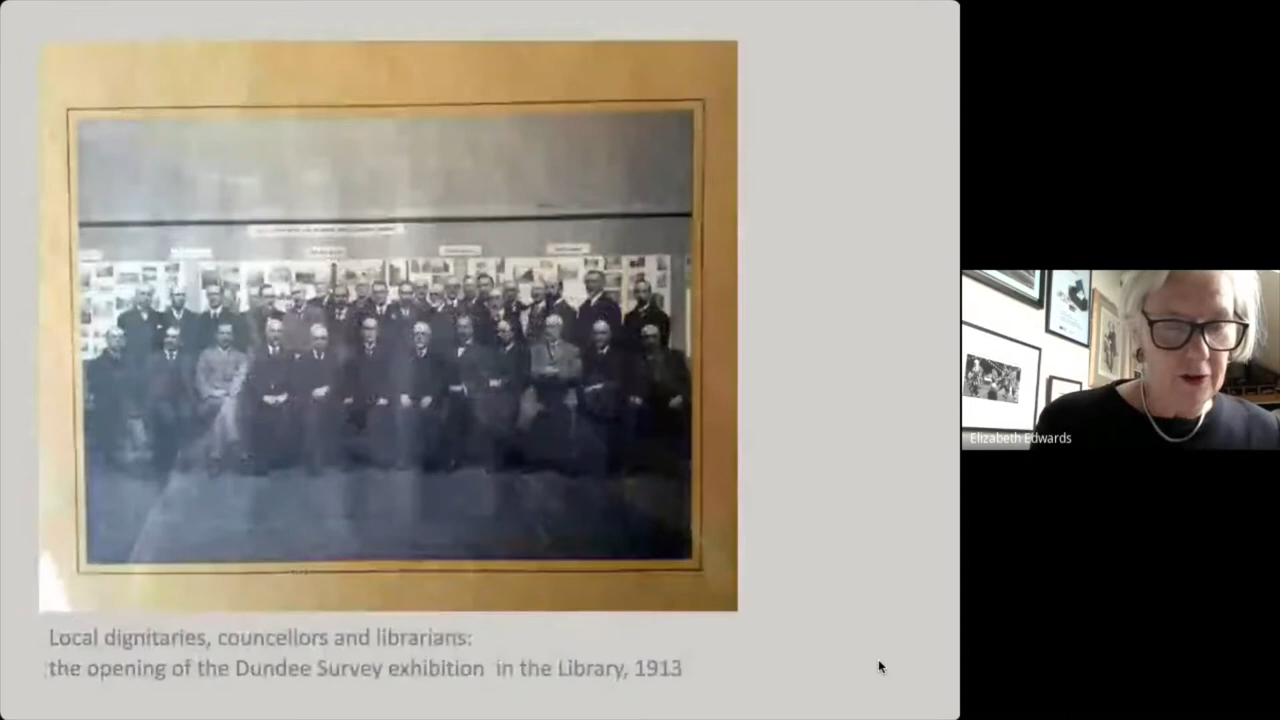 Local dignitaries, councellors and librarians:
the opening of the Dundee Survey exhibition in the Library, 1913
Elizabeth Edwards